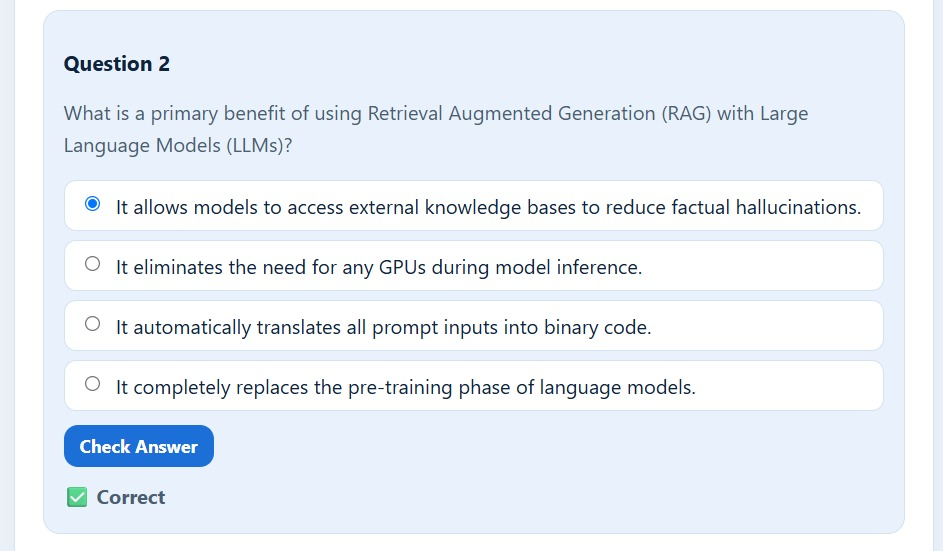 Question 2
What is a primary benefit of using Retrieval Augmented Generation (RAG) with Large
Language Models (LLMs)?
It allows models to access external knowledge bases to reduce factual hallucinations.
It eliminates the need for any GPUs during model inference.
It automatically translates all prompt inputs into binary code.
It completely replaces the pre-training phase of language models.
Check Answer
Correct